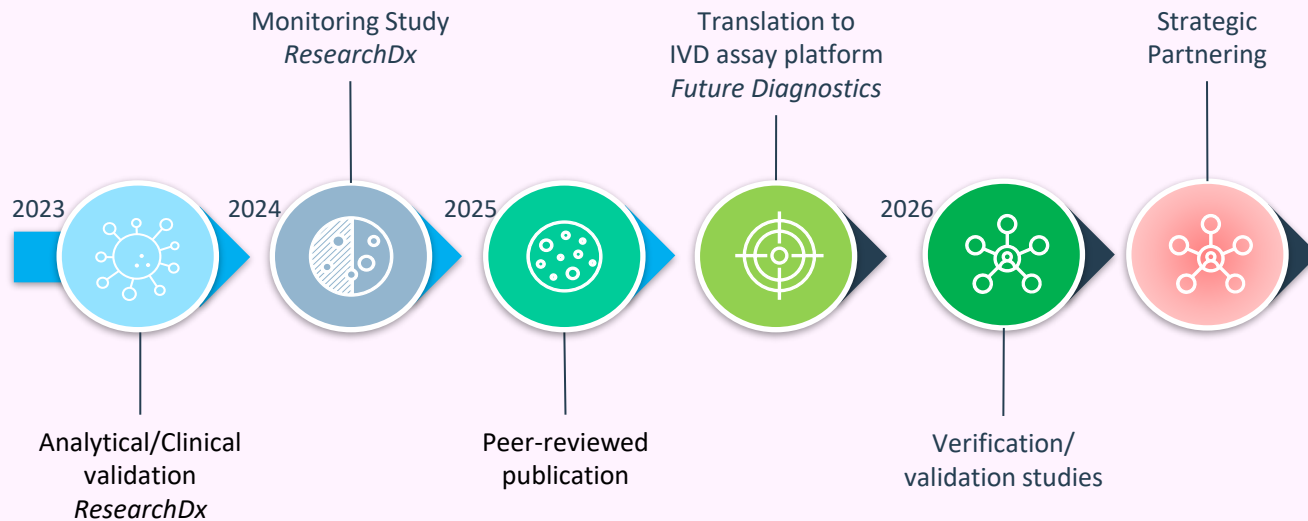 Monitoring Study
ResearchDx
Translation to
IVD assay platform
Future Diagnostics
Strategic
Partnering
2023
2024
2025
2026
Analytical/Clinical
validation
ResearchDx
Peer-reviewed
publication
Verification/
validation studies